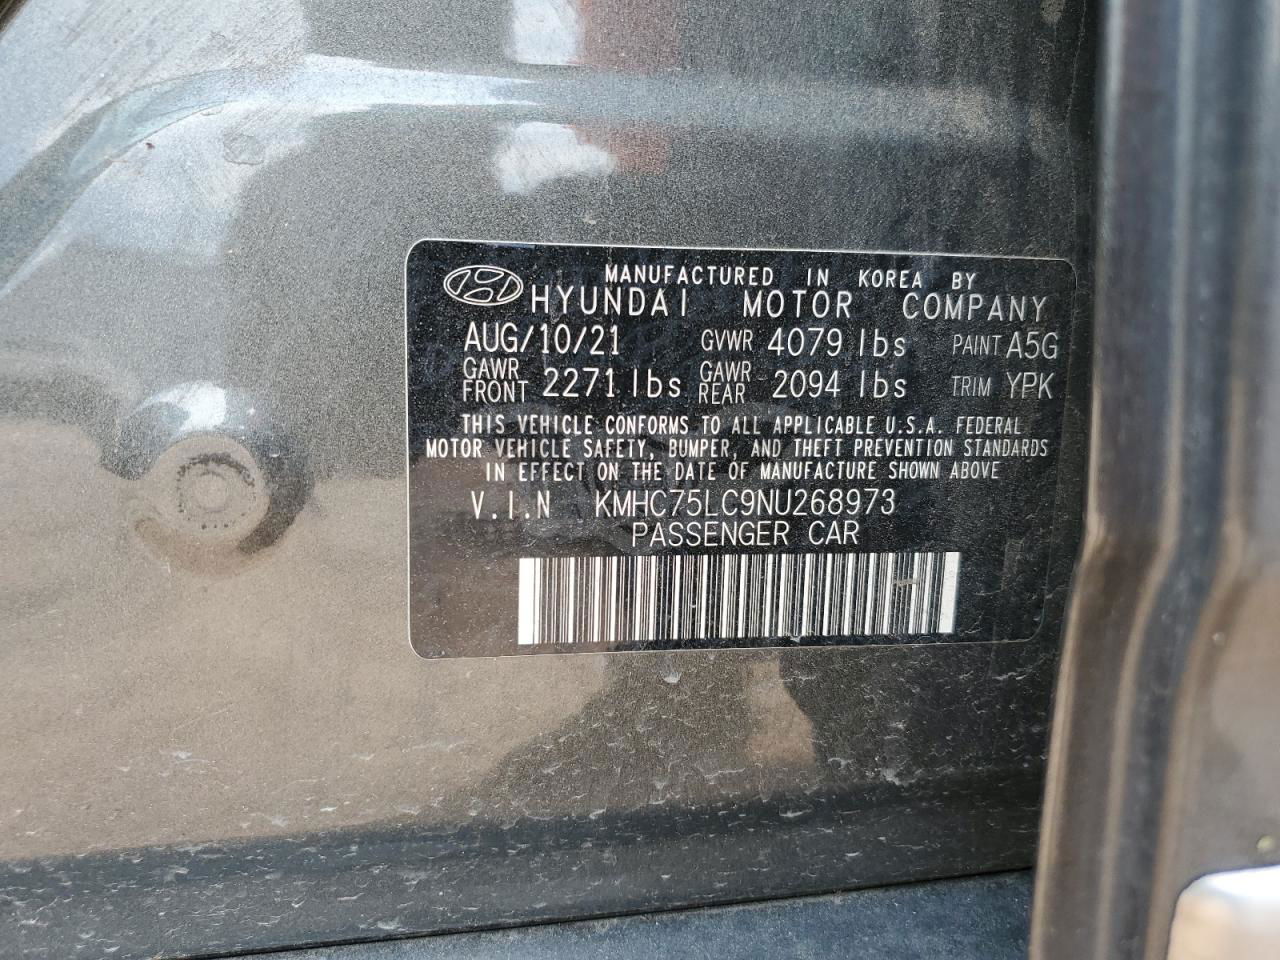 MANUFACTURED IN KOREA BY
HYUNDAI MOTOR COMPANY
AUG/10/21 GVWR 4079 lbs PAINT A5G
GAWR FRONT 2271 lbs GAWR REAR 2094 lbs TRIM YPK
THIS VEHICLE CONFORMS TO ALL APPLICABLE U.S.A. FEDERAL
MOTOR VEHICLE SAFETY, BUMPER, AND THEFT PREVENTION STANDARDS
IN EFFECT ON THE DATE OF MANUFACTURE SHOWN ABOVE
V.I.N KMHC75LC9NU268973
PASSENGER CAR